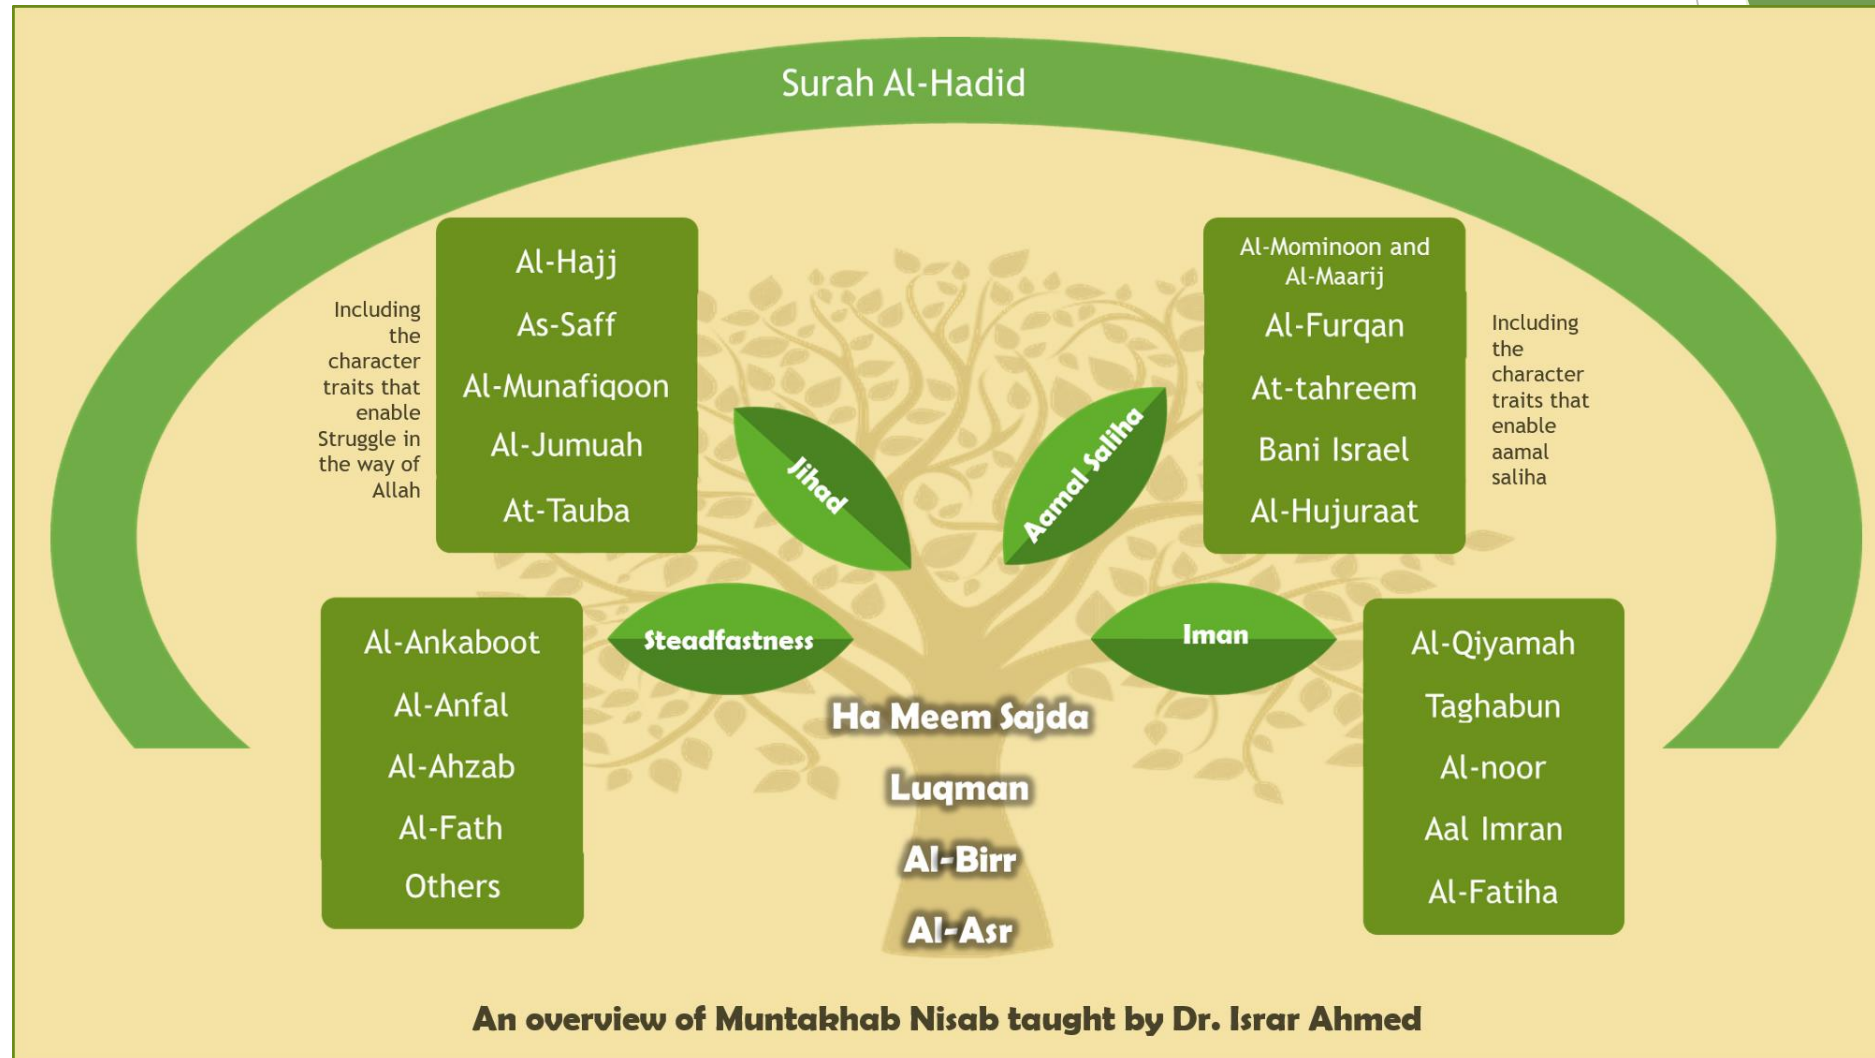 Surah Al-Hadid
Including
the
character
traits that
enable
Struggle in
the way of
Allah
Al-Hajj
As-Saff
Al-Munafiqoon
Al-Jumuah
At-Tauba
Jihad
Aamal Saliha
Al-Mominoon and
Al-Maarij
Al-Furqan
At-tahreem
Bani Israel
Al-Hujuraat
Including
the
character
traits that
enable
aamal
saliha
Al-Ankaboot
Al-Anfal
Al-Ahzab
Al-Fath
Others
Steadfastness
Iman
Al-Qiyamah
Taghabun
Al-noor
Aal Imran
Al-Fatiha
Ha Meem Sajda
Luqman
Al-Birr
Al-Asr
An overview of Muntakhab Nisab taught by Dr. Israr Ahmed